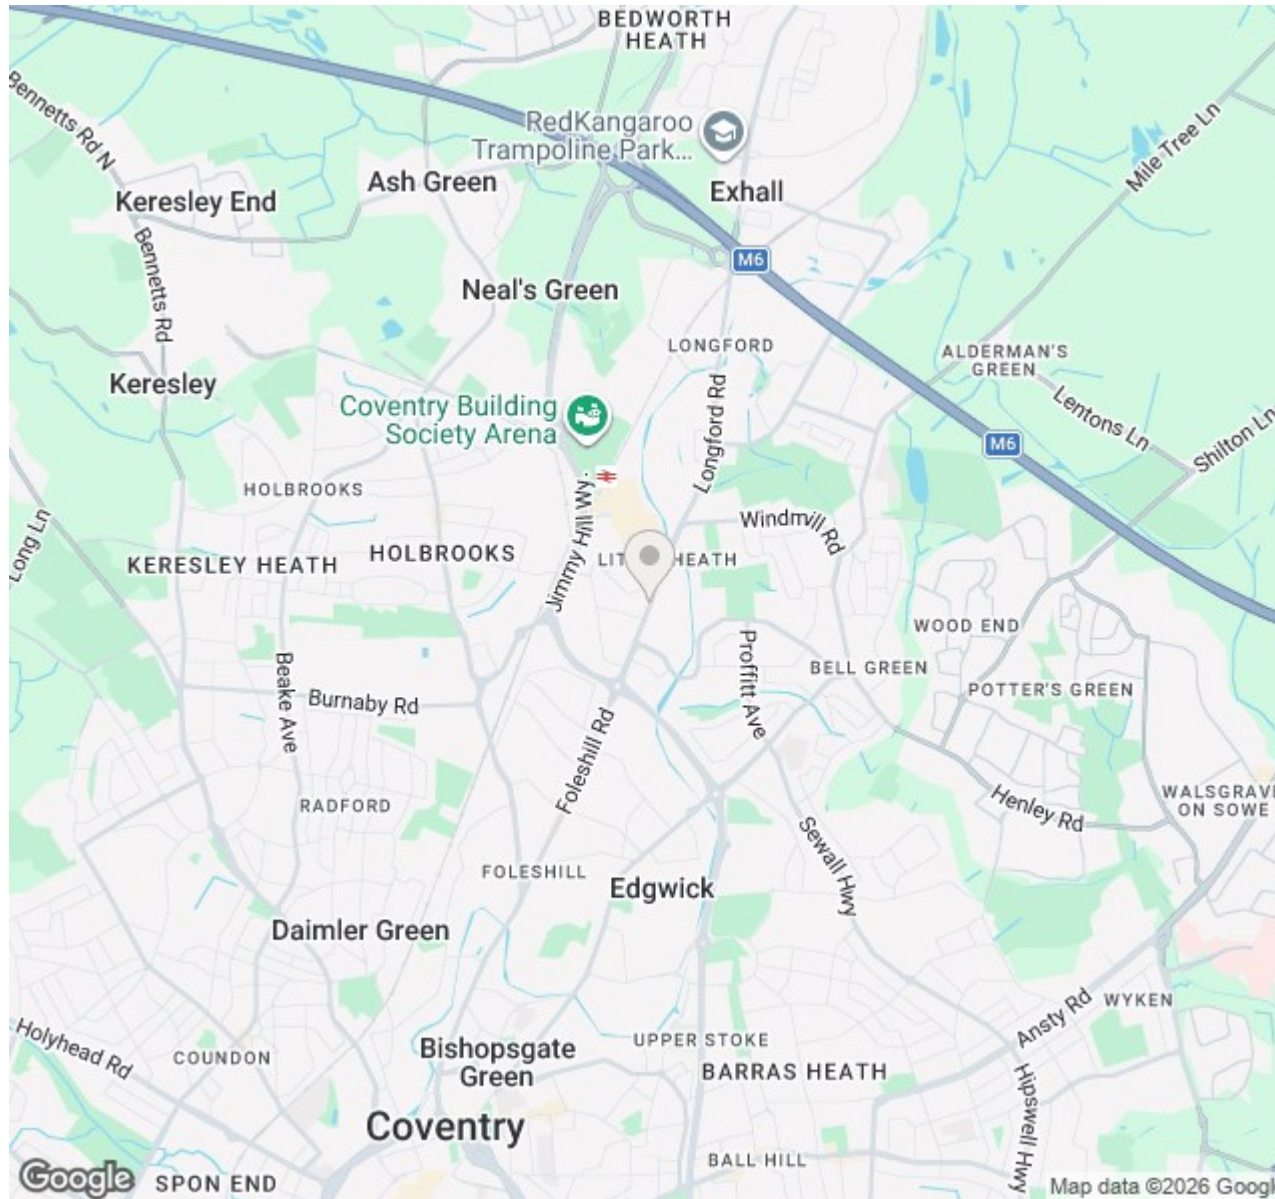 BEDWORTH
HEATH
RedKangaroo
Trampoline Park...
Bennetts Rd N
Mile Tree Ln
Ash Green
Exhall
Keresley End
Bennetts Rd
M6
Neal's Green
LONGFORD
ALDERMAN'S
GREEN
Keresley
Longford Rd
Lentons Ln
Coventry Building
Society Arena
Shilton Ln
M6
HOLBROOKS
Long Ln
Jimmy Hill Wy
Windmill Rd
KERESLEY HEATH
HOLBROOKS
HEATH
WOOD END
Beake Ave
Proffitt Ave
BELL GREEN
POTTER'S GREEN
Burnaby Rd
Foleshill Rd
RADFORD
Henley Rd
WALSGRAVE
ON SOWE
Sewall Hwy
FOLESHILL
Edgwick
Daimler Green
Ansty Rd
WYKEN
Holyhead Rd
COUNDON
Bishopsgate
Green
UPPER STOKE
BARRAS HEATH
Hipswell Hwy
Coventry
BALL HILL
Google
SPON END
Map data ©2026 Googl